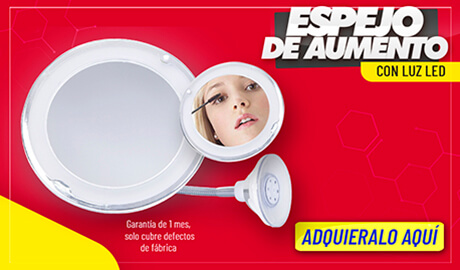 ESPEJO
DE AUMENTO
CON LUZ LED
Garantía de 1 mes,
solo cubre defectos
de fábrica
ADQUIERALO AQUÍ